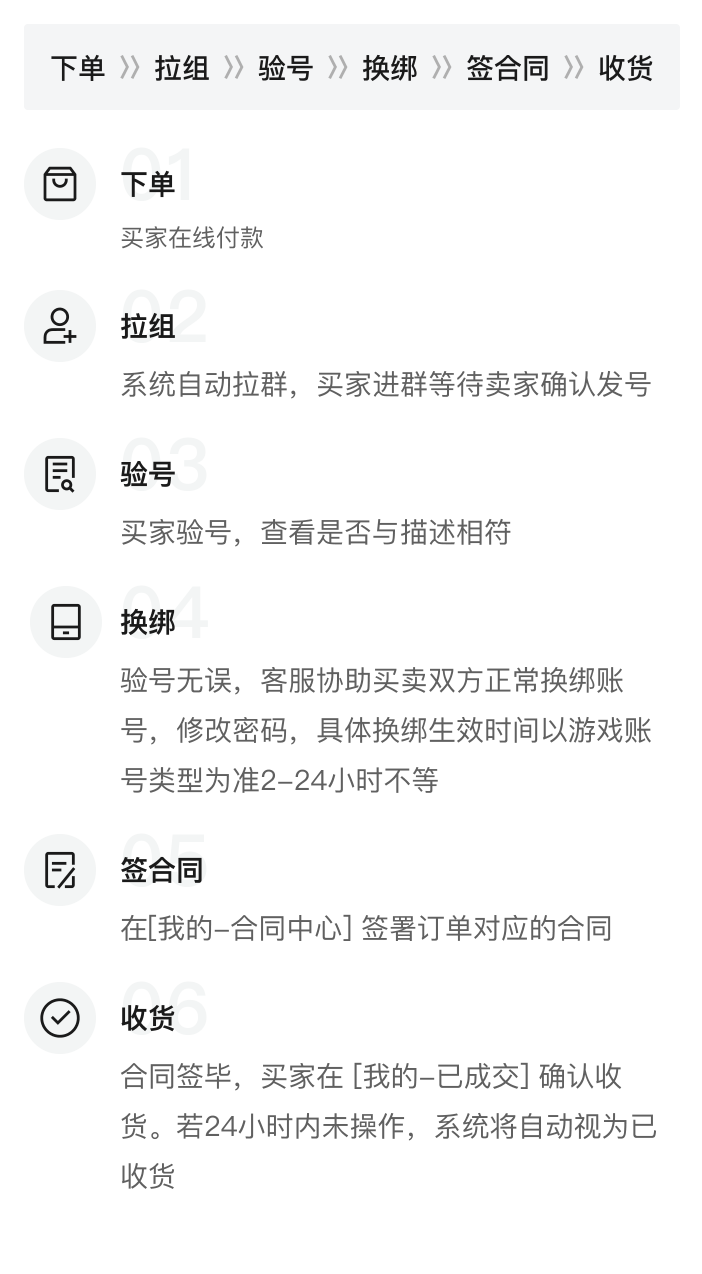 下单 》 拉组 》 验号 》 换绑 》 签合同 》 收货
01
下单
买家在线付款
02
拉组
系统自动拉群，买家进群等待卖家确认发号
03
验号
买家验号，查看是否与描述相符
04
换绑
验号无误，客服协助买卖双方正常换绑账
号，修改密码，具体换绑生效时间以游戏账
号类型为准2-24小时不等
05
签合同
在[我的-合同中心] 签署订单对应的合同
06
收货
合同签毕，买家在 [我的-已成交] 确认收
货。若24小时内未操作，系统将自动视为已
收货